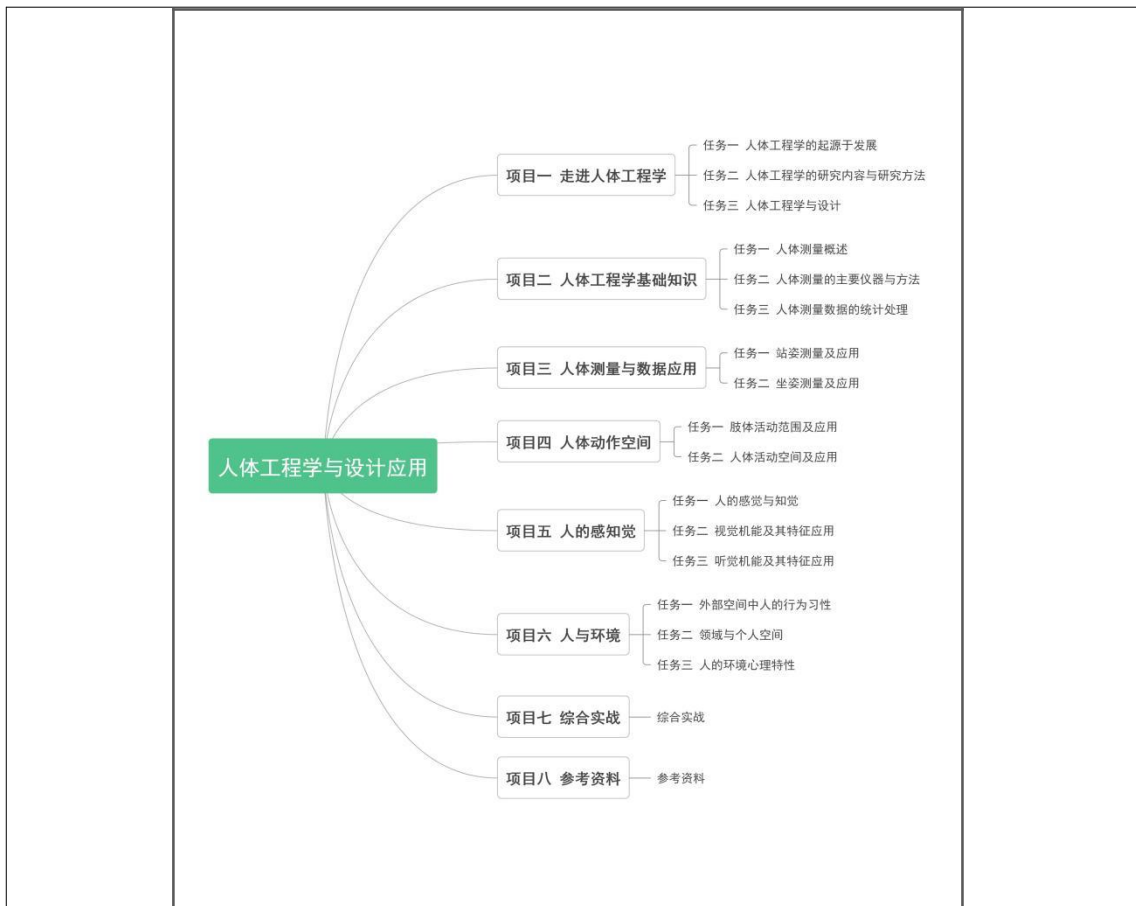 人体工程学与设计应用
项目一 走进人体工程学
任务一 人体工程学的起源于发展
任务二 人体工程学的研究内容与研究方法
任务三 人体工程学与设计
项目二 人体工程学基础知识
任务一 人体测量概述
任务二 人体测量的主要仪器与方法
任务三 人体测量数据的统计处理
项目三 人体测量与数据应用
任务一 站姿测量及应用
任务二 坐姿测量及应用
项目四 人体动作空间
任务一 肢体活动范围及应用
任务二 人体活动空间及应用
项目五 人的感知觉
任务一 人的感觉与知觉
任务二 视觉机能及其特征应用
任务三 听觉机能及其特征应用
项目六 人与环境
任务一 外部空间中人的行为习性
任务二 领域与个人空间
任务三 人的环境心理特性
项目七 综合实战
综合实战
项目八 参考资料
参考资料